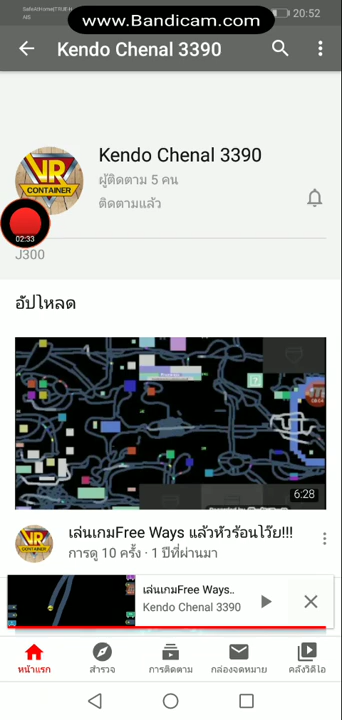 www.Bandicam.com
20:52
Kendo Chenal 3390
VR
CONTAINER
Kendo Chenal 3390
ผู้ติดตาม 5 คน
ติดตามแล้ว
02:33
J300
อัปโหลด
6:28
VR
CONTAINER
เล่นเกมFree Ways แล้วหัวร้อนโว้ย!!!
การดู 10 ครั้ง · 1 ปีที่ผ่านมา
เล่นเกมFree Ways..
Kendo Chenal 3390
หน้าแรก
สำรวจ
การติดตาม
กล่องจดหมาย
คลังวิดีโอ